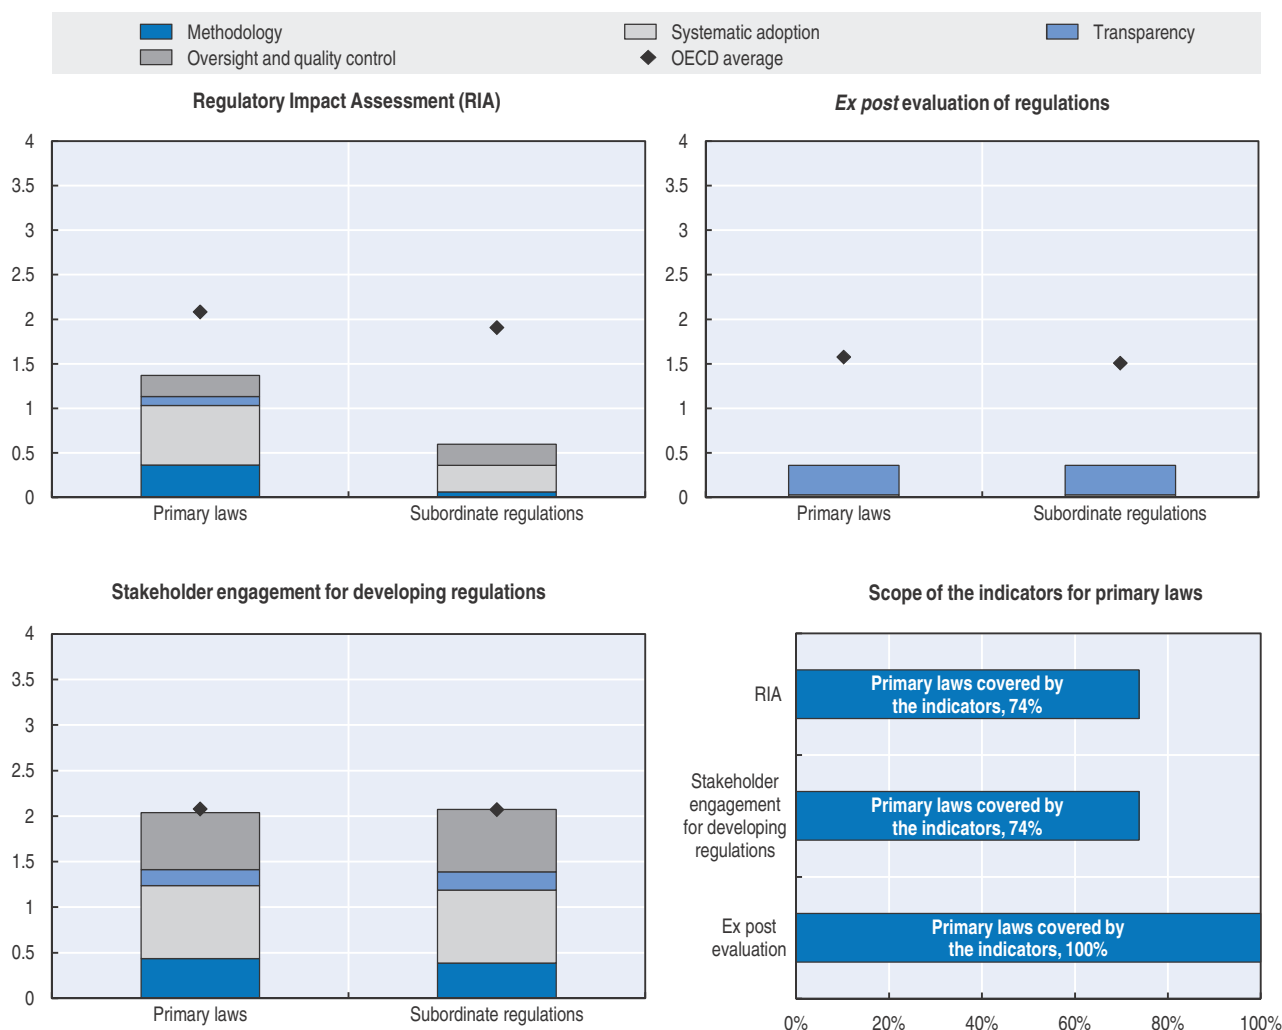 Methodology
Systematic adoption
Transparency
Oversight and quality control
OECD average
Regulatory Impact Assessment (RIA)
4
3.5
3
2.5
2
1.5
1
0.5
0
Primary laws
Subordinate regulations
Ex post evaluation of regulations
4
3.5
3
2.5
2
1.5
1
0.5
0
Primary laws
Subordinate regulations
Stakeholder engagement for developing regulations
4
3.5
3
2.5
2
1.5
1
0.5
0
Primary laws
Subordinate regulations
Scope of the indicators for primary laws
RIA
Primary laws covered by
the indicators, 74%
Stakeholder
engagement
for developing
regulations
Primary laws covered by
the indicators, 74%
Ex post
evaluation
Primary laws covered by
the indicators, 100%
0%
20%
40%
60%
80%
100%